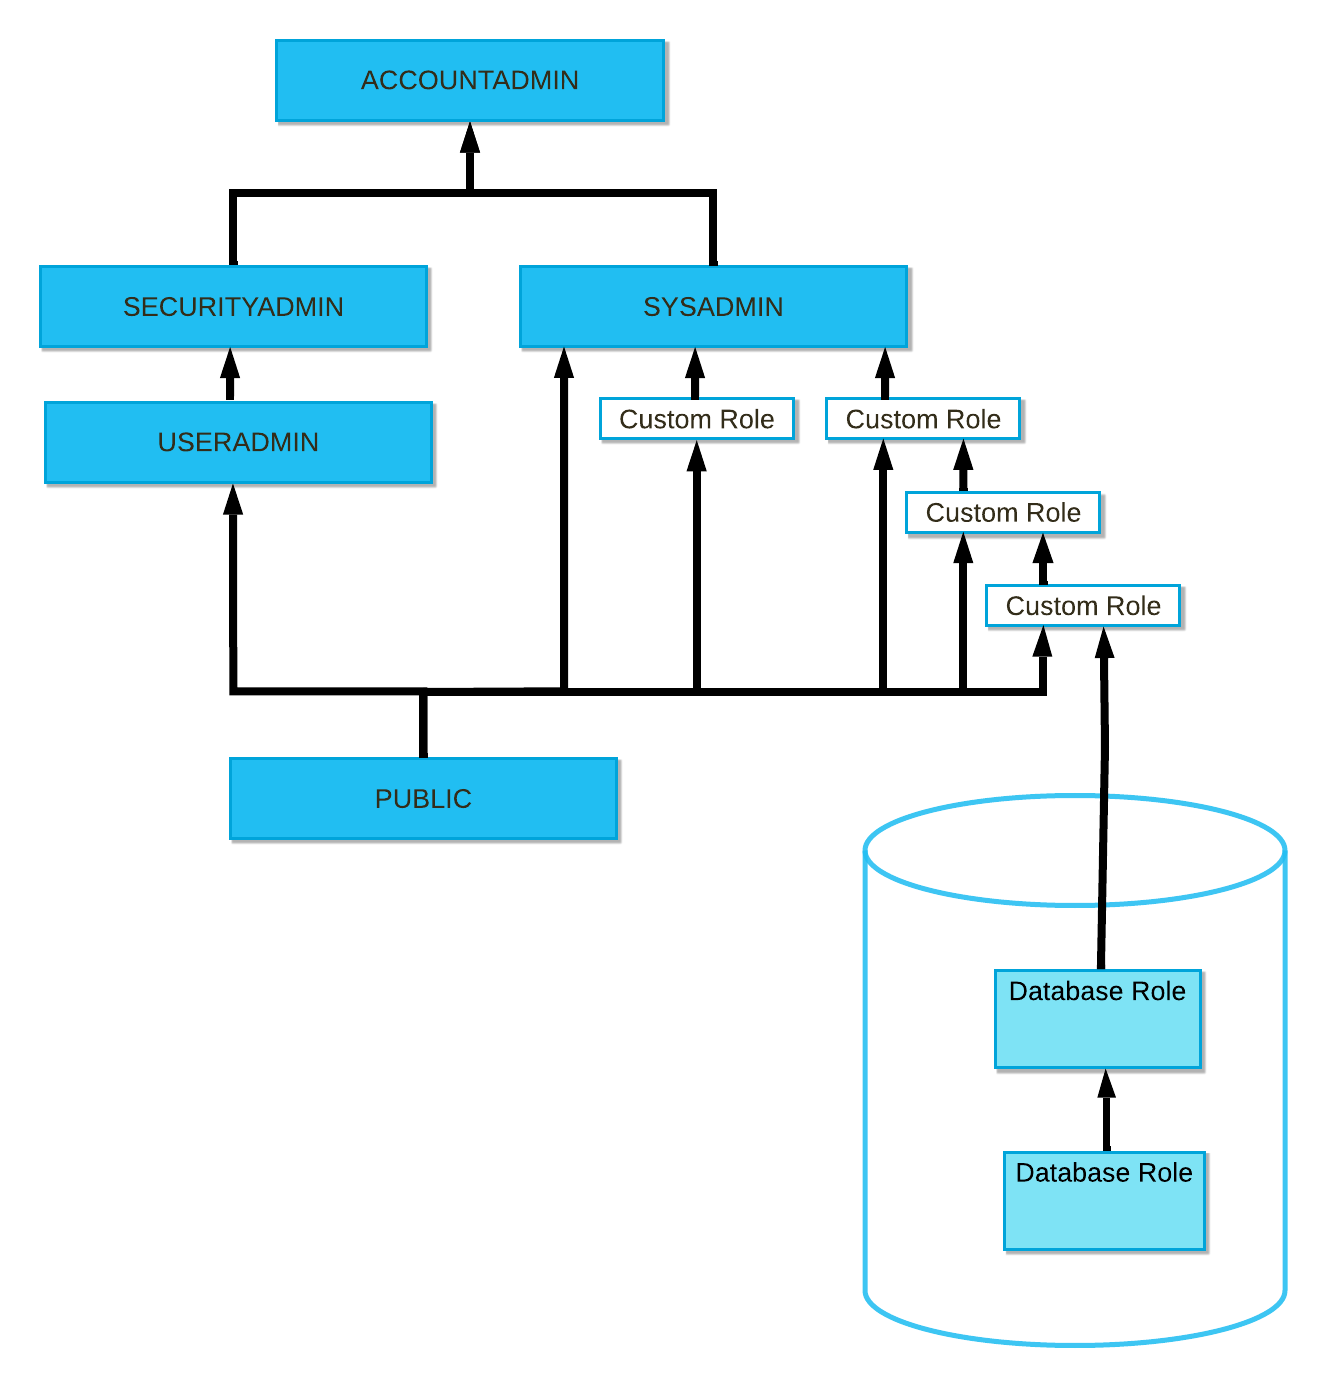 ACCOUNTADMIN
SECURITYADMIN
SYSADMIN
USERADMIN
Custom Role
Custom Role
Custom Role
Custom Role
PUBLIC
Database Role
Database Role